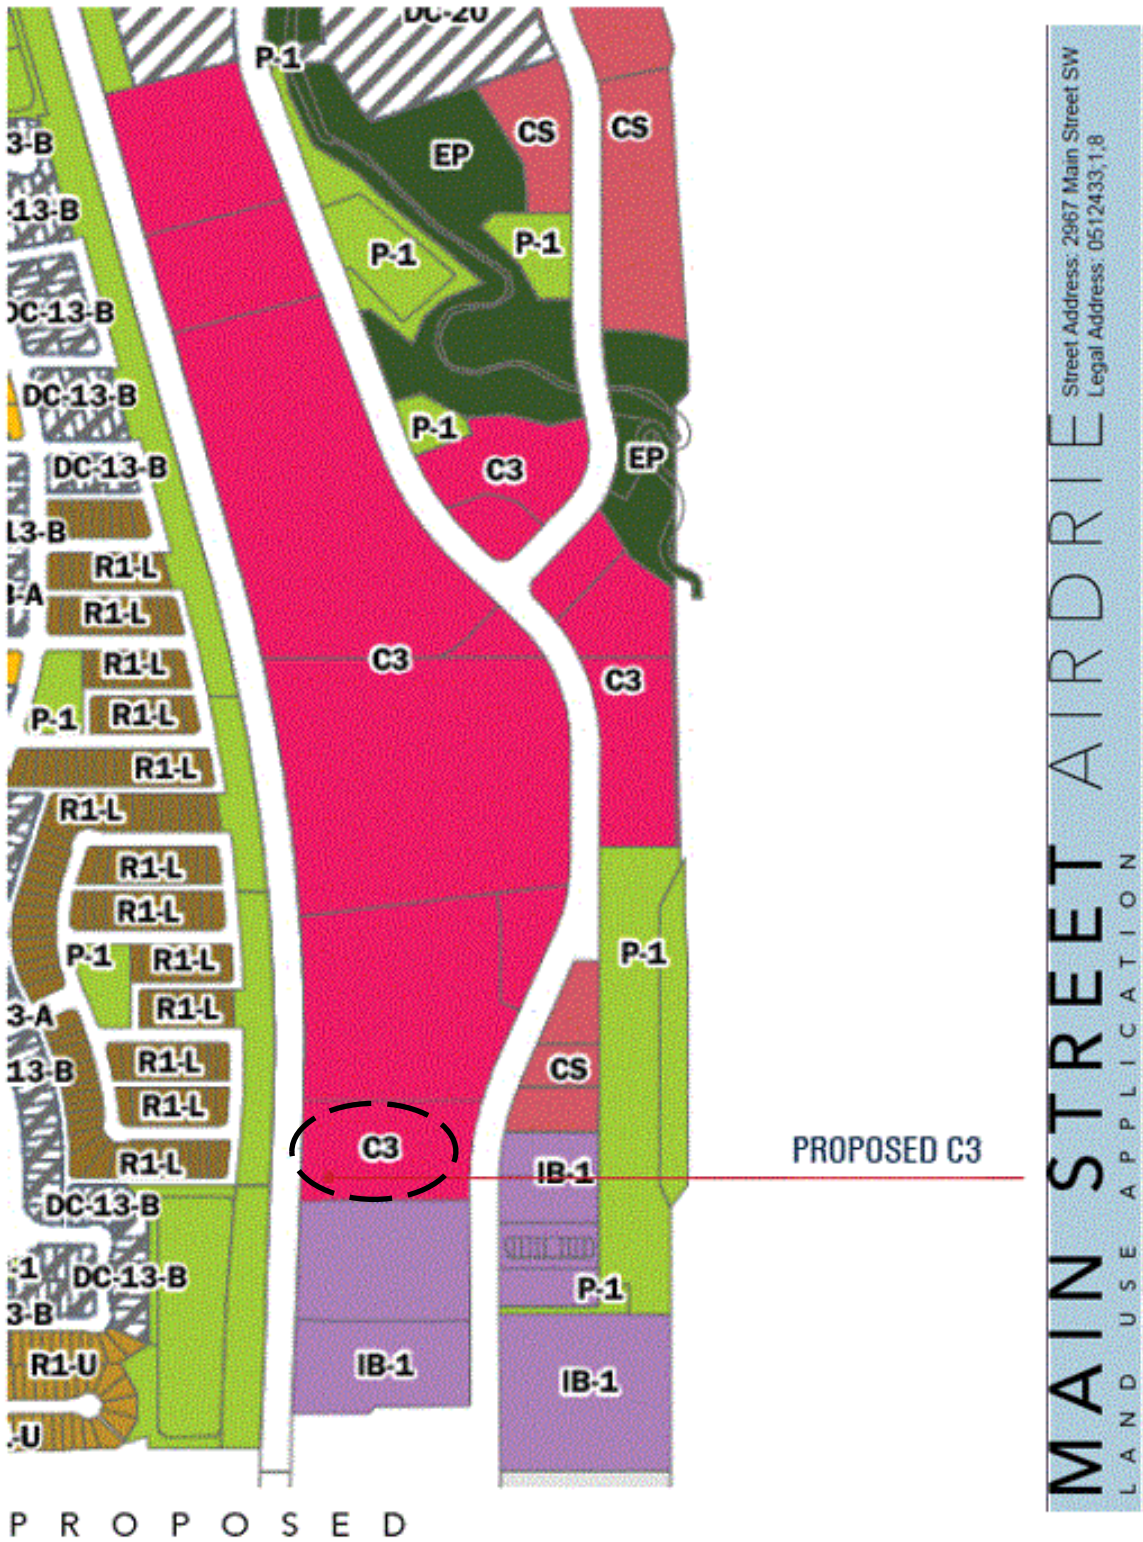 DC-20
P-1
CS
CS
3-B
EP
-13-B
P-1
P-1
DC-13-B
DC-13-B
P-1
C3
EP
DC-13-B
13-B
R1-L
3-A
R1-L
C3
R1-L
C3
P-1
R1-L
R1-L
R1-L
R1-L
R1-L
P-1
R1-L
P-1
R1-L
3-A
R1-L
CS
13-B
R1-L
C3
PROPOSED C3
R1-L
IB-1
DC-13-B
-1
DC-13-B
P-1
3-B
R1-U
IB-1
IB-1
-U
PROPOSED
MAIN STREET AIRDRIE
LAND USE APPLICATION
Street Address: 2967 Main Street SW
Legal Address: 0512433;1;8